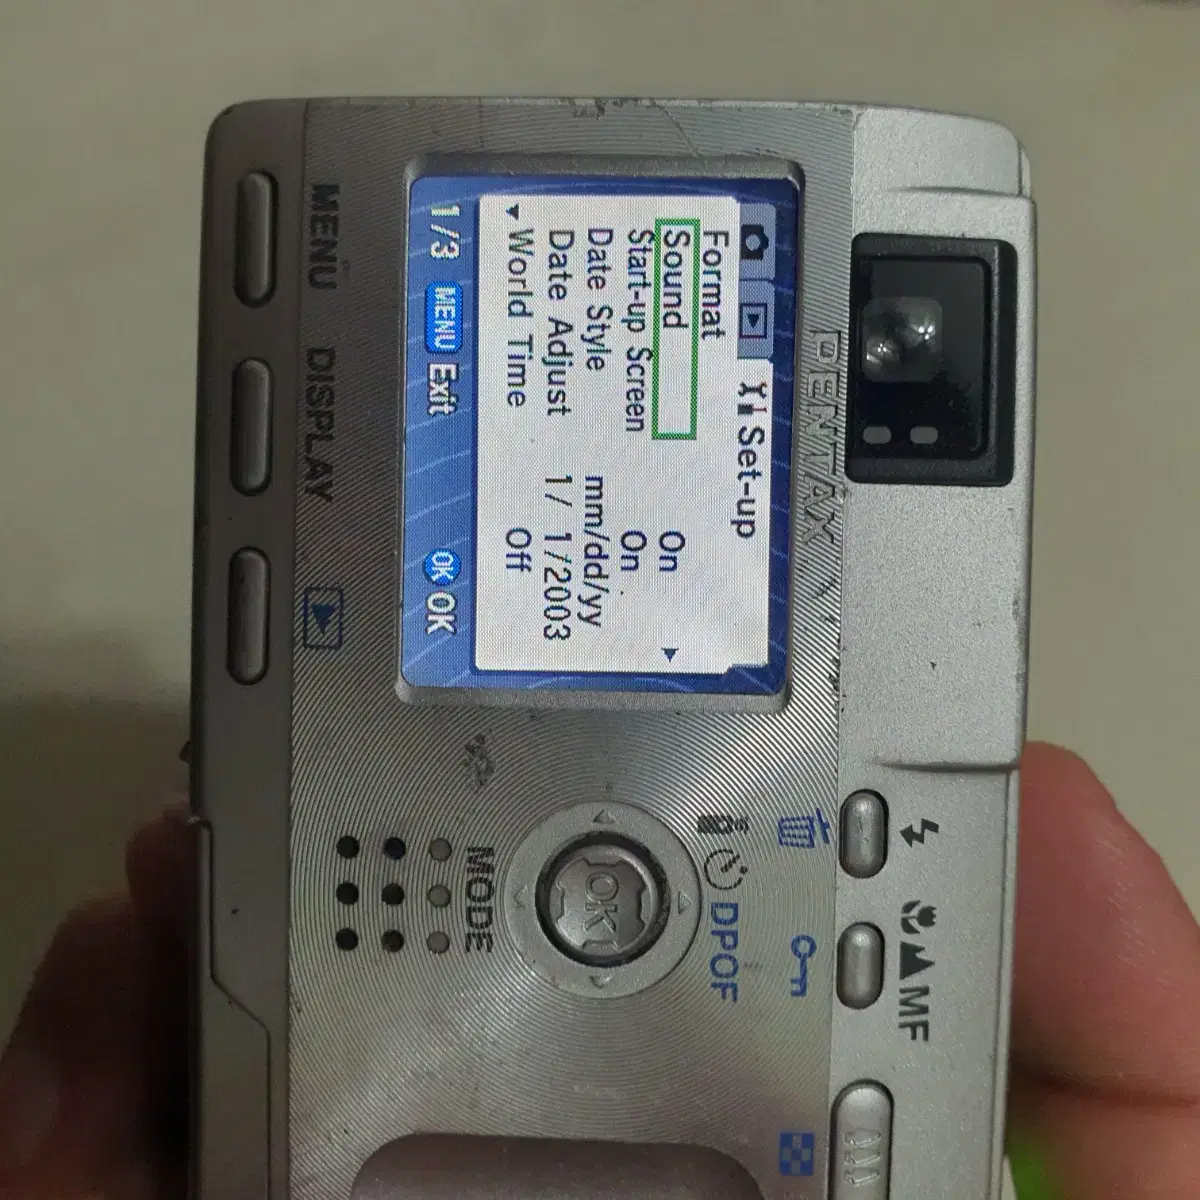 PENTAX
Set-up
Format
Sound On
Start-up Screen On
Date Style mm/dd/yy
Date Adjust 1/ 1/2003
World Time Off
1/3 MENU Exit OK OK
MENU DISPLAY
MF
DPOF
OK
MODE